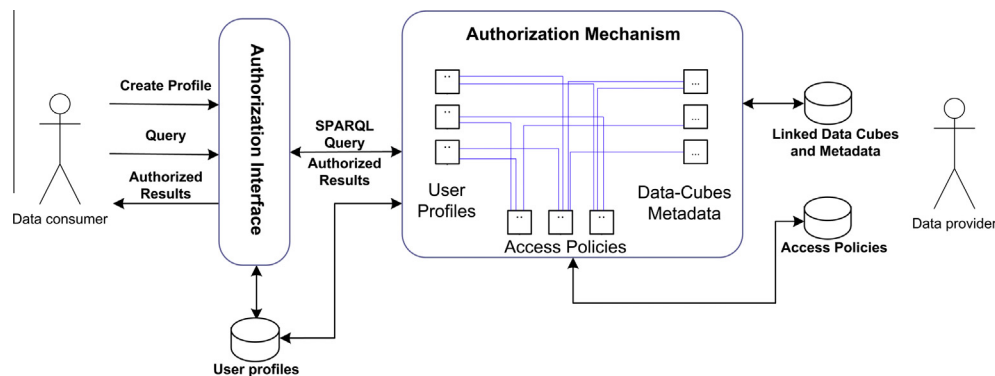 Authorization Mechanism
Authorization Interface
Create Profile
Query
Authorized
Results
Data consumer
SPARQL
Query
Authorized
Results
..
..
..
...
...
...
User
Profiles
Data-Cubes
Metadata
..
..
..
Access Policies
Linked Data Cubes
and Metadata
Access Policies
Data provider
User profiles